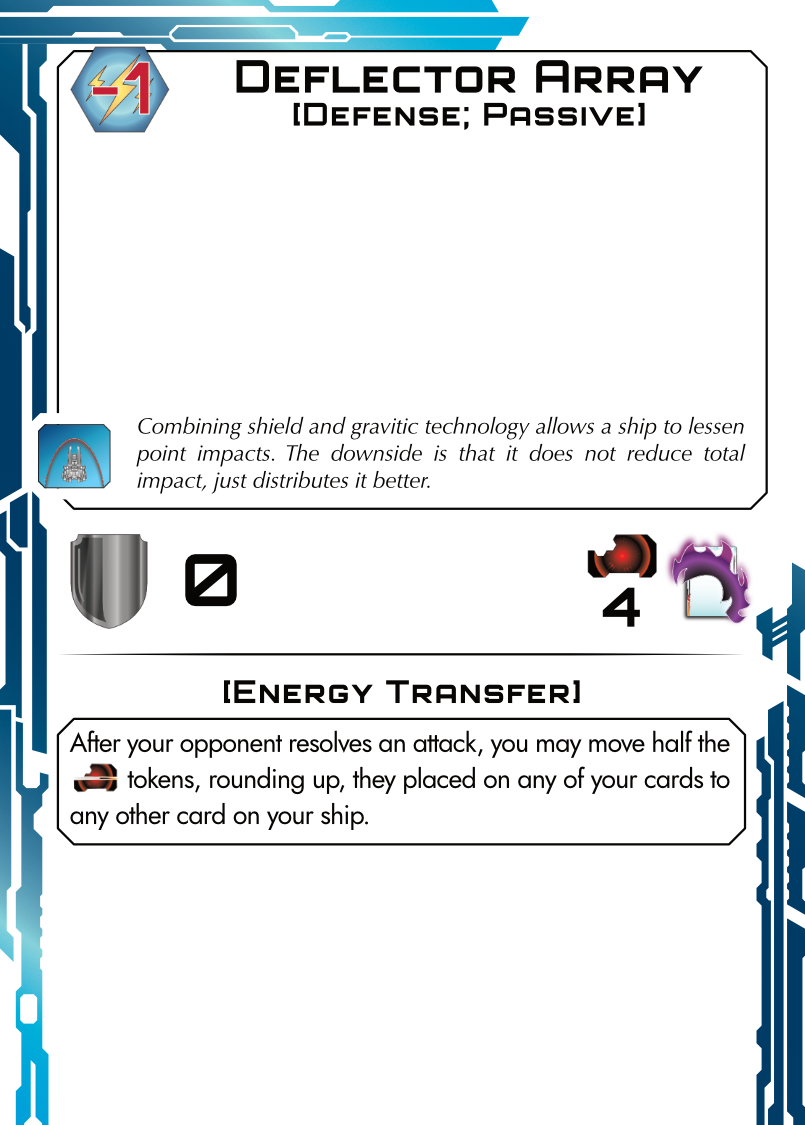 -1
Deflector Array
[Defense; Passive]
Combining shield and gravitic technology allows a ship to lessen
point impacts. The downside is that it does not reduce total
impact, just distributes it better.
0
4
[Energy Transfer]
After your opponent resolves an attack, you may move half the
tokens, rounding up, they placed on any of your cards to
any other card on your ship.